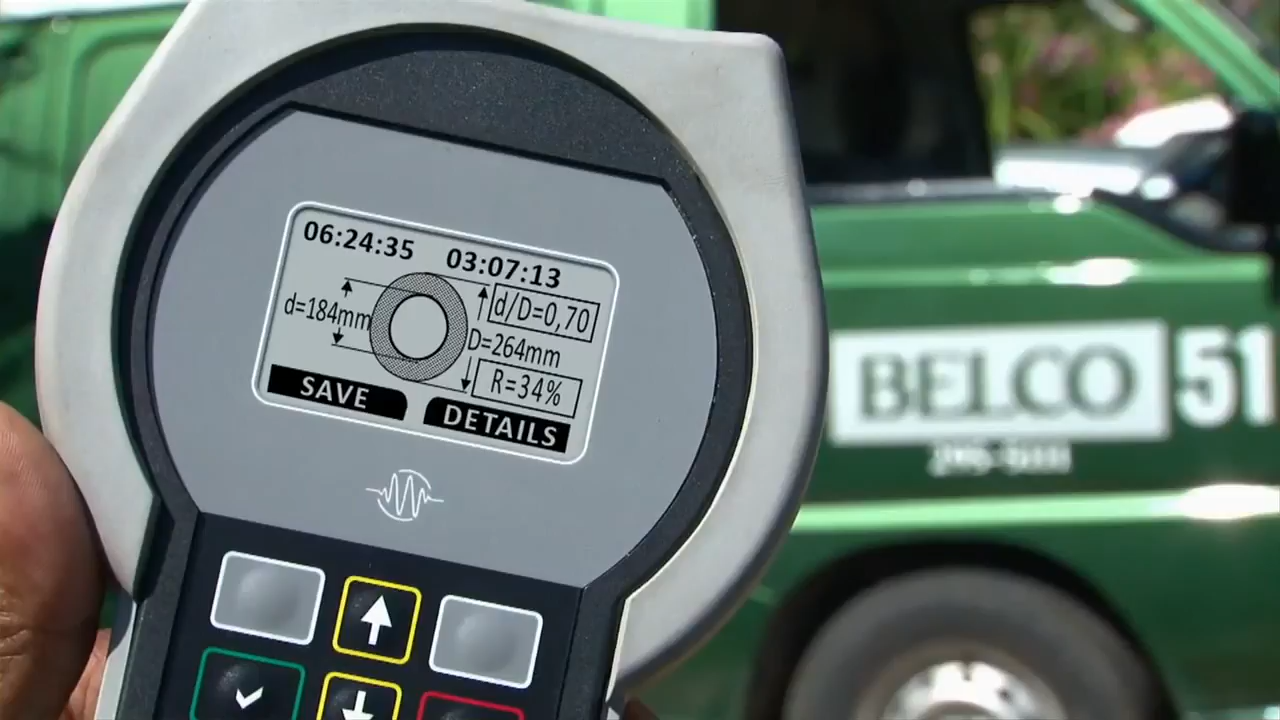 06:24:35 03:07:13
d=184mm
d/D=0,70
D=264mm
R=34%
SAVE
DETAILS
BELCO 51